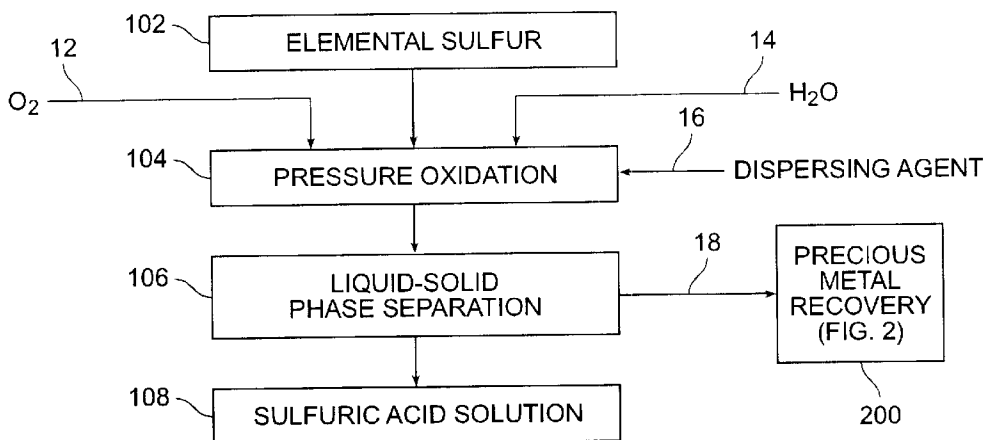 102
ELEMENTAL SULFUR
12
14
O2
H2O
16
104
PRESSURE OXIDATION
DISPERSING AGENT
18
106
LIQUID-SOLID
PHASE SEPARATION
PRECIOUS
METAL
RECOVERY
(FIG. 2)
108
SULFURIC ACID SOLUTION
200